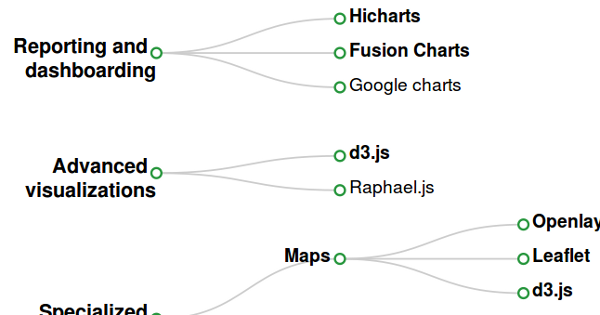 Hicharts
Reporting and
dashboarding
Fusion Charts
Google charts
Advanced
visualizations
d3.js
Raphael.js
Maps
Openlay
Leaflet
d3.js
Specialized